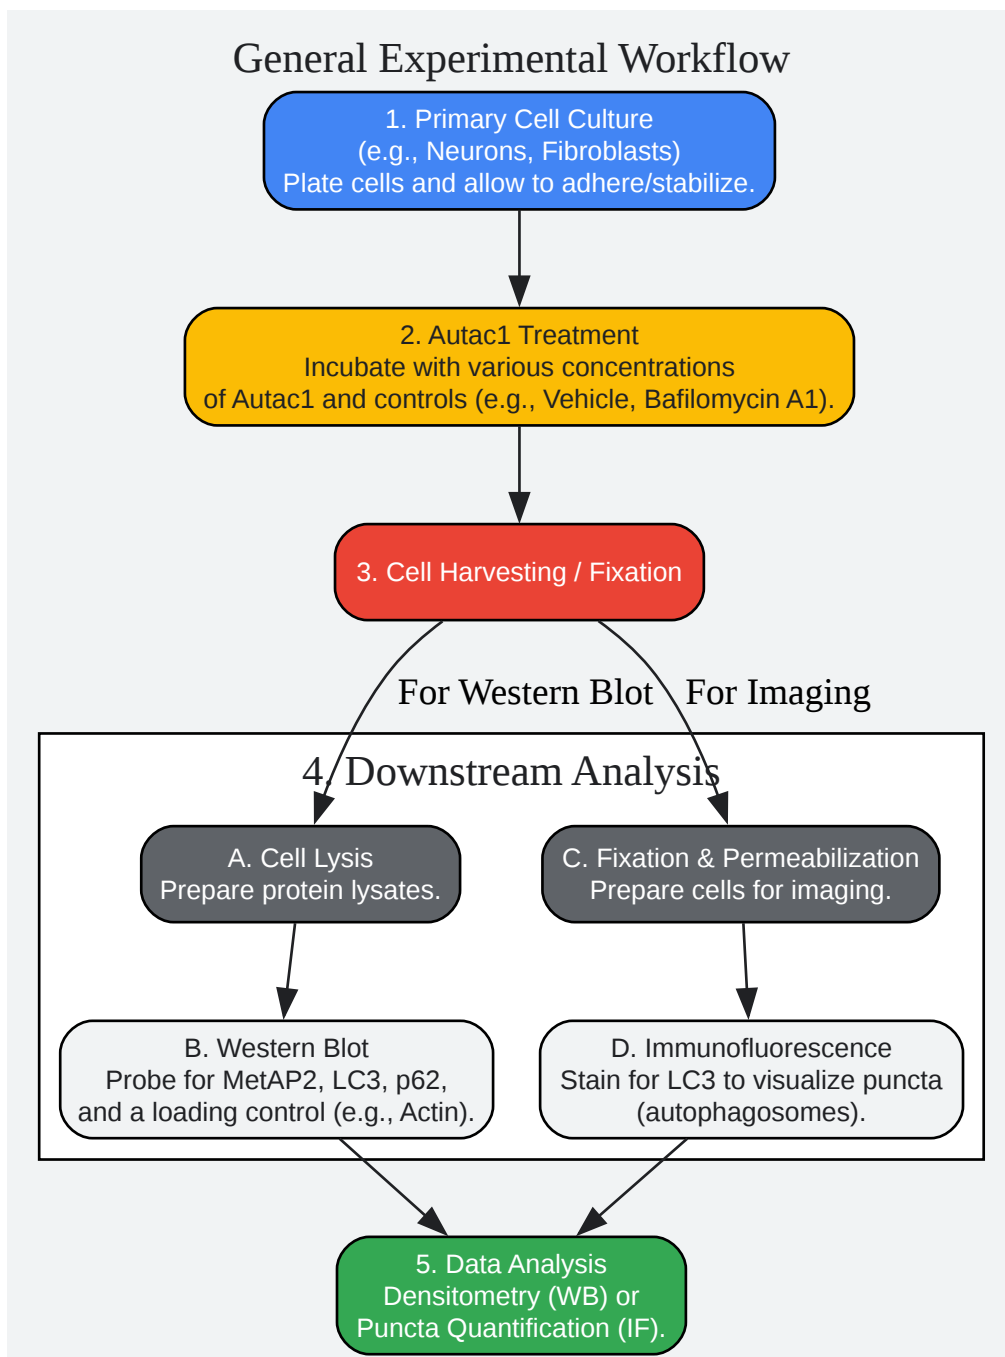 General Experimental Workflow
1. Primary Cell Culture
(e.g., Neurons, Fibroblasts)
Plate cells and allow to adhere/stabilize.
2. Autac1 Treatment
Incubate with various concentrations
of Autac1 and controls (e.g., Vehicle, Bafilomycin A1).
3. Cell Harvesting / Fixation
For Western Blot
For Imaging
4. Downstream Analysis
A. Cell Lysis
Prepare protein lysates.
C. Fixation & Permeabilization
Prepare cells for imaging.
B. Western Blot
Probe for MetAP2, LC3, p62,
and a loading control (e.g., Actin).
D. Immunofluorescence
Stain for LC3 to visualize puncta
(autophagosomes).
5. Data Analysis
Densitometry (WB) or
Puncta Quantification (IF).